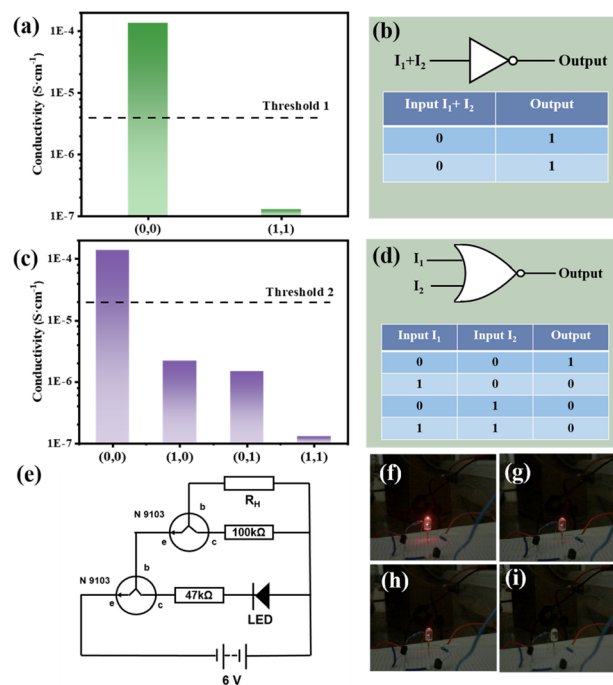 (a)
1E-4
1E-5
1E-6
1E-7
Conductivity (S·cm⁻¹)
Threshold 1
(0,0) (1,1)
(b)
I₁+I₂ Output
Input I₁+ I₂ Output
0 1
0 1
(c)
1E-4
1E-5
1E-6
1E-7
Conductivity (S·cm⁻¹)
Threshold 2
(0,0) (1,0) (0,1) (1,1)
(d)
I₁
I₂
Output
Input I₁ Input I₂ Output
0 0 1
1 0 0
0 1 0
1 1 0
(e)
N 9103
b
e
c
R_H
100kΩ
N 9103
b
e
c
47kΩ
LED
6 V
(f)
(g)
(h)
(i)